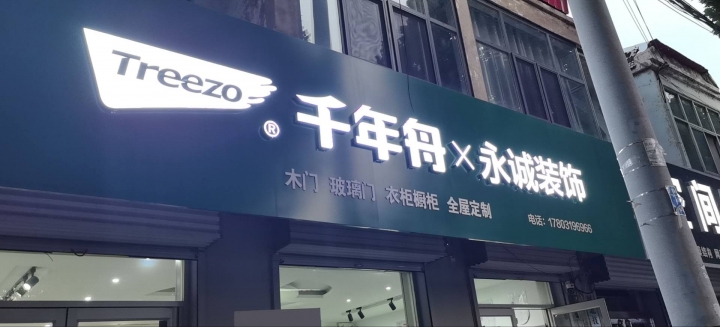 Treezo®
千年舟×永诚装饰
木门 玻璃门 衣柜橱柜 全屋定制
电话:17803196966
间